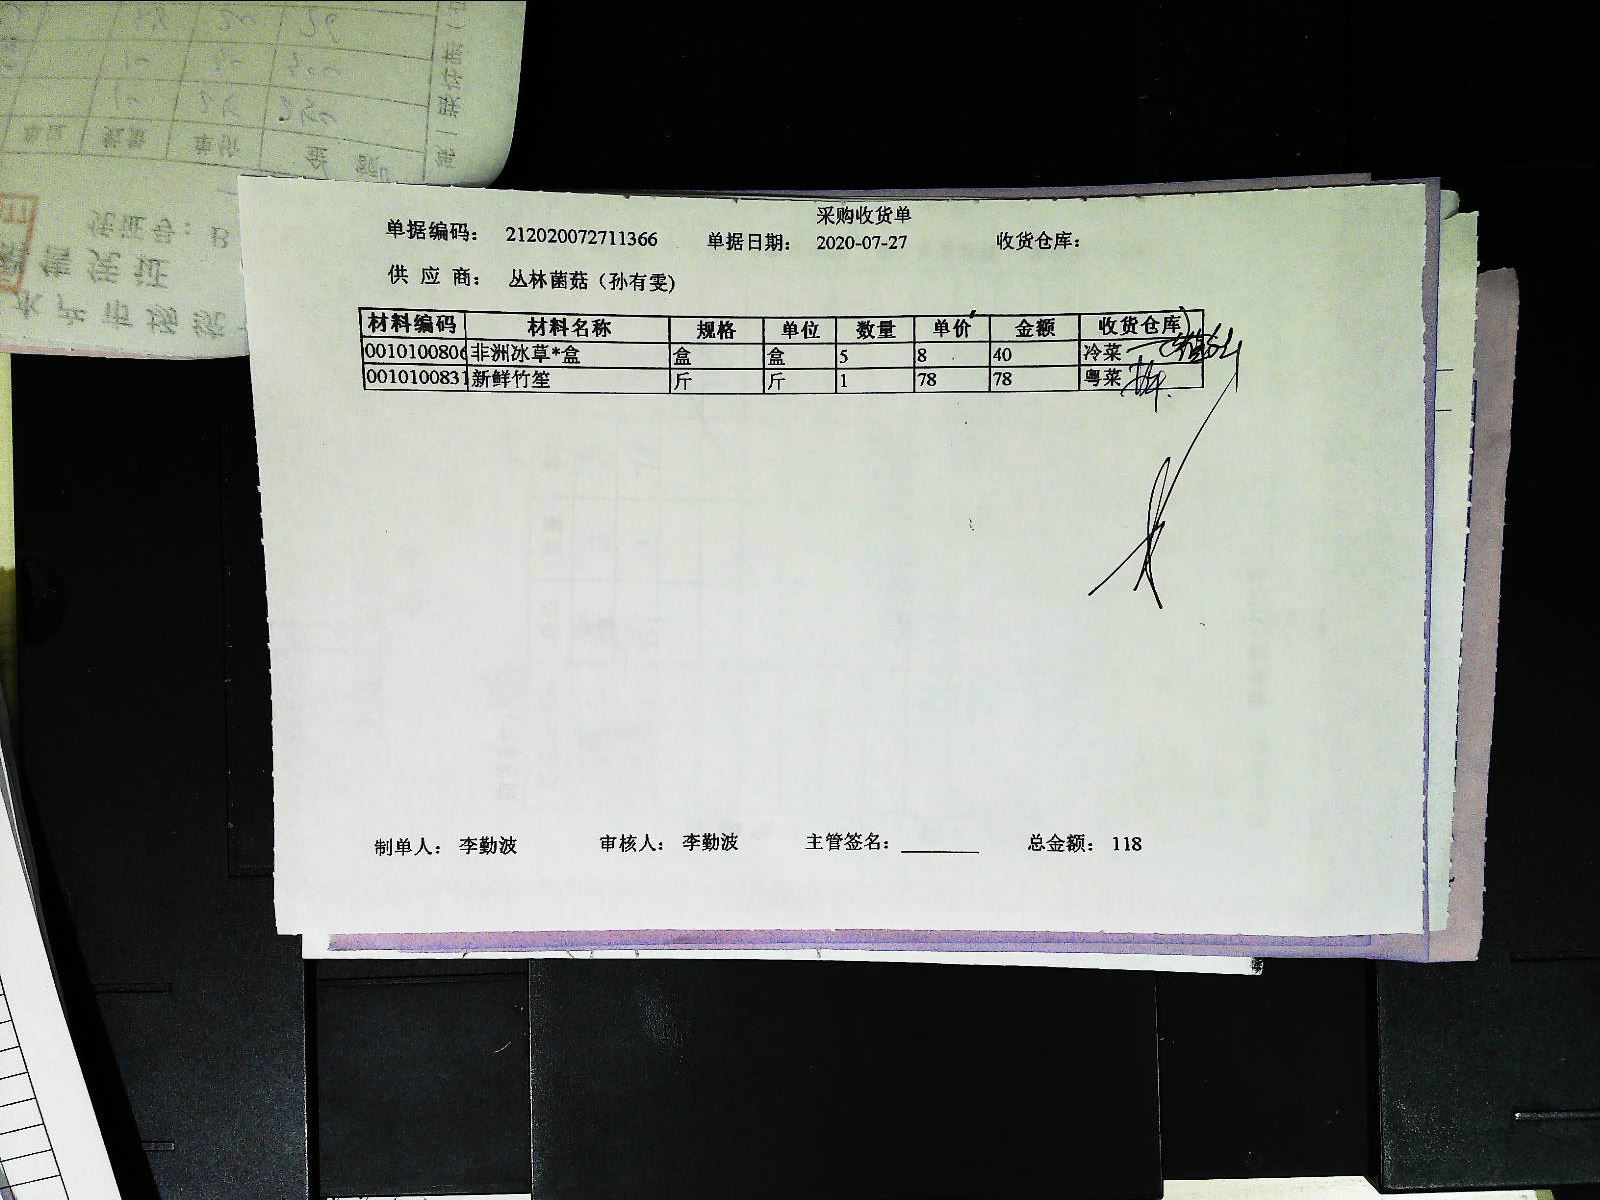 采购收货单
单据编码： 212020072711366 单据日期： 2020-07-27 收货仓库：
供 应 商： 丛林菌菇（孙有雯）
材料编码 材料名称 规格 单位 数量 单价 金额 收货仓库
0010100806 非洲冰草*盒 盒 盒 5 8 40 冷菜
0010100831 新鲜竹笙 斤 斤 1 78 78 粤菜
制单人： 李勤波 审核人： 李勤波 主管签名： 总金额： 118